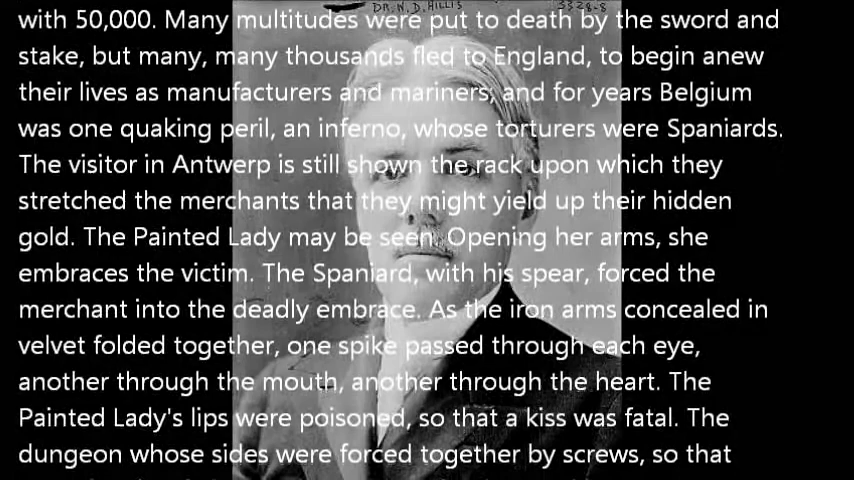 DR. N. D. HILLIS 3328-8
with 50,000. Many multitudes were put to death by the sword and
stake, but many, many thousands fled to England, to begin anew
their lives as manufacturers and mariners; and for years Belgium
was one quaking peril, an inferno, whose torturers were Spaniards.
The visitor in Antwerp is still shown the rack upon which they
stretched the merchants that they might yield up their hidden
gold. The Painted Lady may be seen. Opening her arms, she
embraces the victim. The Spaniard, with his spear, forced the
merchant into the deadly embrace. As the iron arms concealed in
velvet folded together, one spike passed through each eye,
another through the mouth, another through the heart. The
Painted Lady's lips were poisoned, so that a kiss was fatal. The
dungeon whose sides were forced together by screws, so that